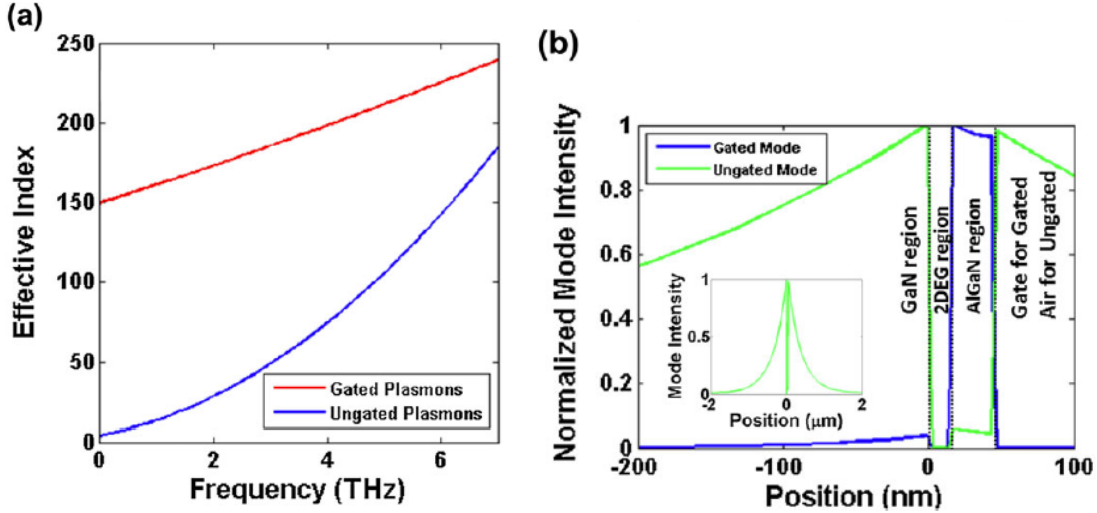 (a)
250
200
150
100
50
0
Effective Index
Gated Plasmons
Ungated Plasmons
0 2 4 6
Frequency (THz)
(b)
Normalized Mode Intensity
1
0.8
0.6
0.4
0.2
0
Gated Mode
Ungated Mode
GaN region
2DEG region
AlGaN region
Gate for Gated
Air for Ungated
Mode Intensity
1
0.5
0
-2 0 2
Position (μm)
-200 -100 0 100
Position (nm)